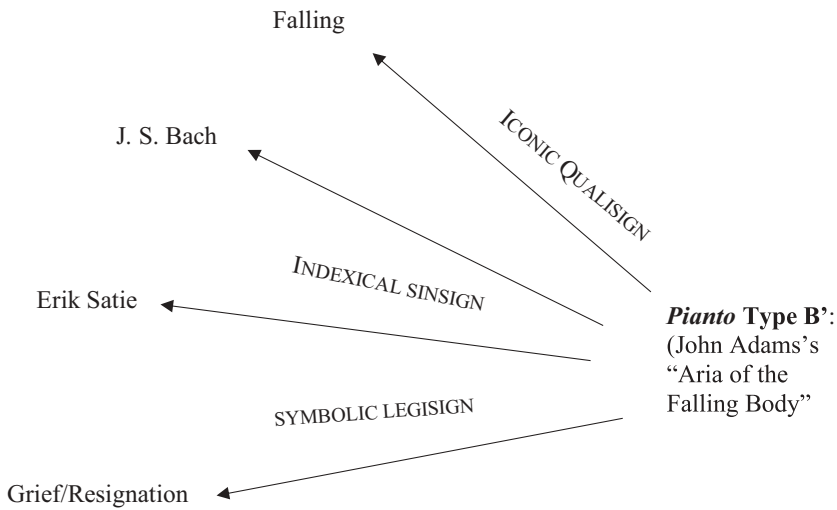 Falling
J. S. Bach
ICONIC QUALISIGN
INDEXICAL SINSIGN
Erik Satie
Pianto Type B’:
(John Adams’s
“Aria of the
Falling Body”
SYMBOLIC LEGISIGN
Grief/Resignation